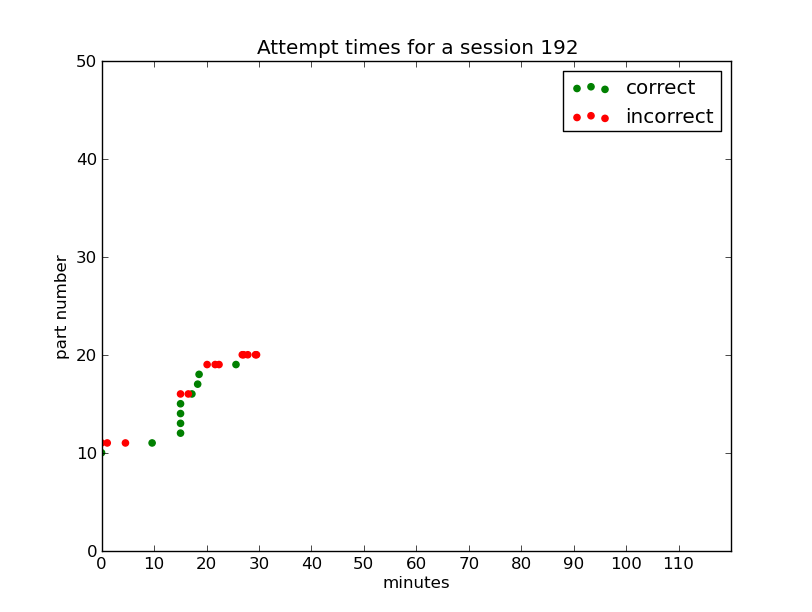 Attempt times for a session 192
50
40
30
20
10
0
part number
correct
incorrect
0 10 20 30 40 50 60 70 80 90 100 110
minutes